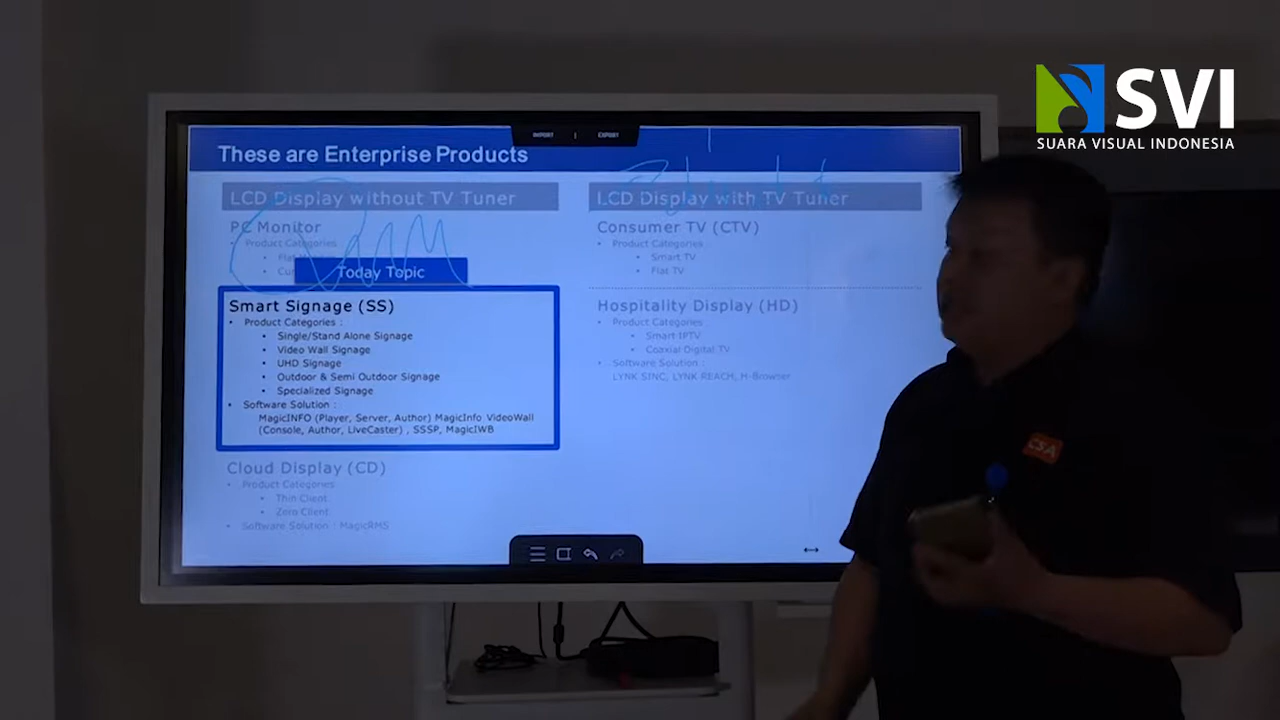 SVI
SUARA VISUAL INDONESIA
IMPORT | EXPORT
These are Enterprise Products
LCD Display without TV Tuner
PC Monitor
• Product Categories
Today Topic
Smart Signage (SS)
• Product Categories :
• Single/Stand Alone Signage
• Video Wall Signage
• UHD Signage
• Outdoor & Semi Outdoor Signage
• Specialized Signage
• Software Solution :
MagicINFO (Player, Server, Author) MagicInfo VideoWall
(Console, Author, LiveCaster) , SSSP, MagicIWB
Cloud Display (CD)
• Product Categories
• Thin Client
• Zero Client
• Software Solution : MagicRMS
LCD Display with TV Tuner
Consumer TV (CTV)
• Product Categories
• Smart TV
• Flat TV
Hospitality Display (HD)
• Product Categories :
• Smart IPTV
• Coaxial Digital TV
• Software Solution :
LYNK SINC, LYNK REACH, H-Browser
CSA